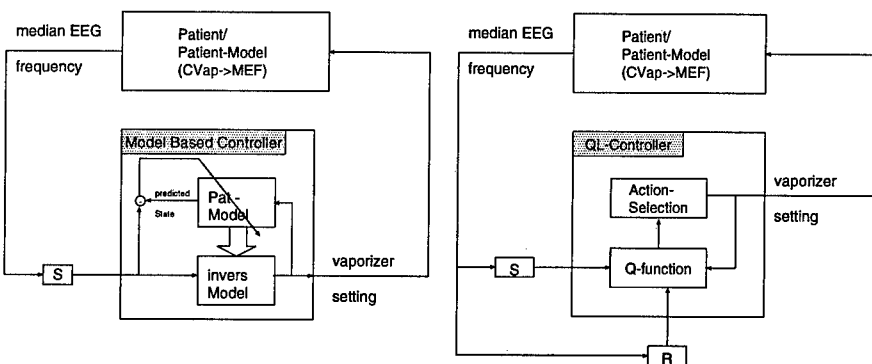 median EEG
frequency
Patient/
Patient-Model
(CVap->MEF)
Model Based Controller
predicted
State
Pat -
Model
S
invers
Model
vaporizer
setting
median EEG
frequency
Patient/
Patient-Model
(CVap->MEF)
QL-Controller
Action-
Selection
vaporizer
setting
S
Q-function
R